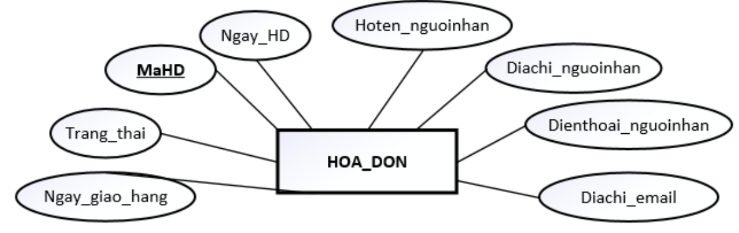 Hoten_nguoinhan
Ngay_HD
MaHD
Diachi_nguoinhan
Trang_thai
Dienthoai_nguoinhan
HOA_DON
Ngay_giao_hang
Diachi_email